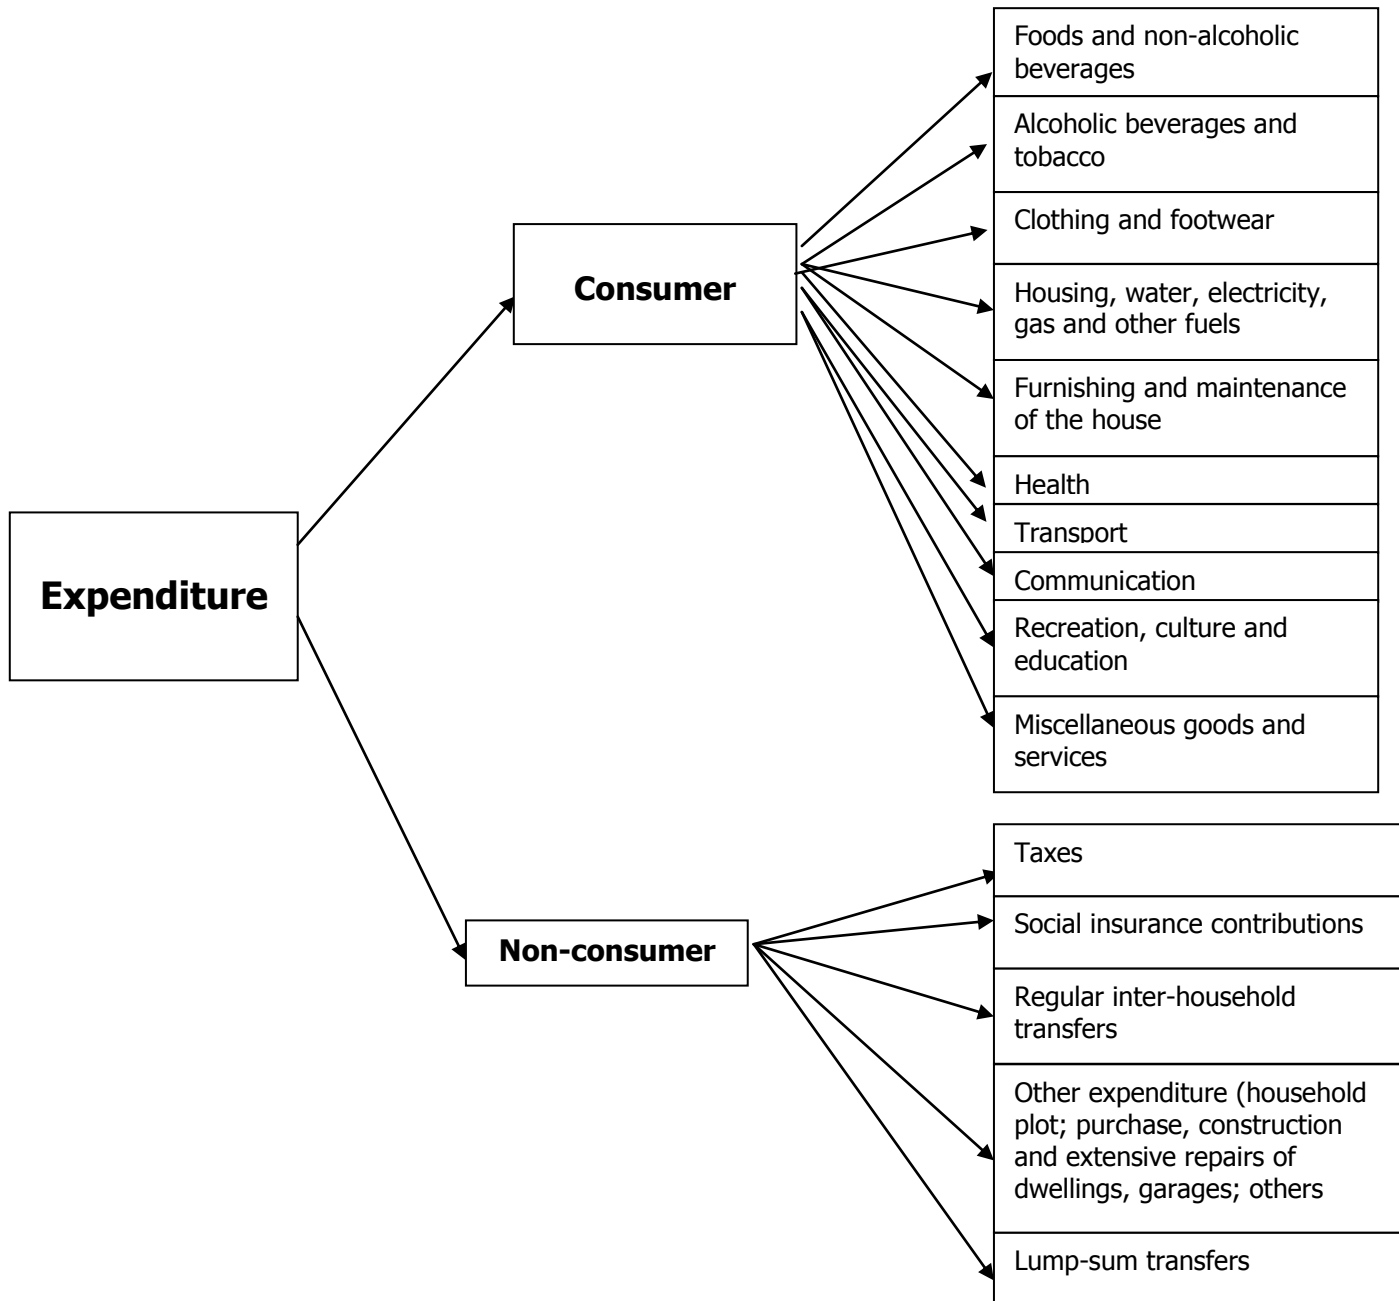 Foods and non-alcoholic
beverages
Alcoholic beverages and
tobacco
Clothing and footwear
Consumer
Housing, water, electricity,
gas and other fuels
Furnishing and maintenance
of the house
Health
Transport
Communication
Expenditure
Recreation, culture and
education
Miscellaneous goods and
services
Taxes
Social insurance contributions
Non-consumer
Regular inter-household
transfers
Other expenditure (household
plot; purchase, construction
and extensive repairs of
dwellings, garages; others
Lump-sum transfers